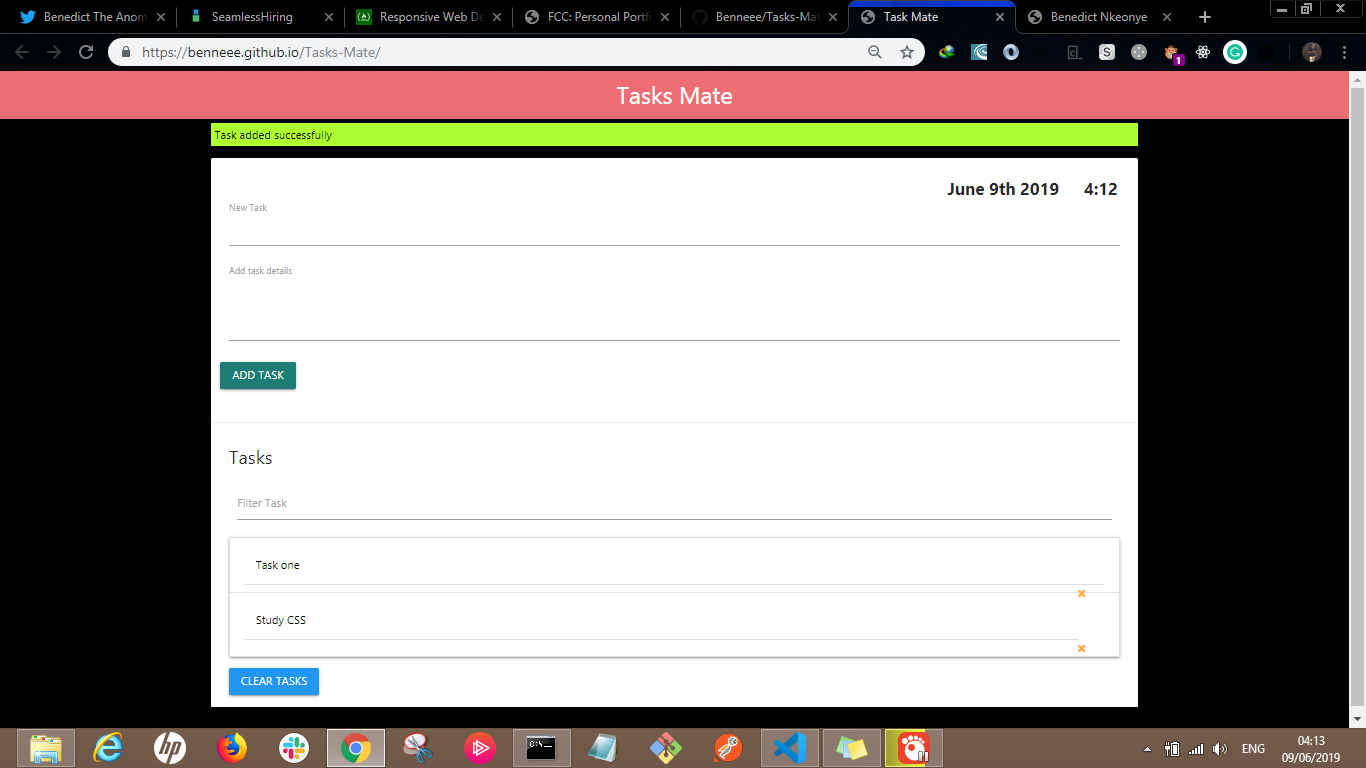 Benedict The Anom
SeamlessHiring
Responsive Web De
FCC: Personal Portf
Benneee/Tasks-Mat
Task Mate
Benedict Nkeonye
https://benneee.github.io/Tasks-Mate/
S
1
Tasks Mate
Task added successfully
June 9th 2019 4:12
New Task
Add task details
ADD TASK
Tasks
Filter Task
Task one
Study CSS
CLEAR TASKS
hp
C:\-
ENG
04:13
09/06/2019